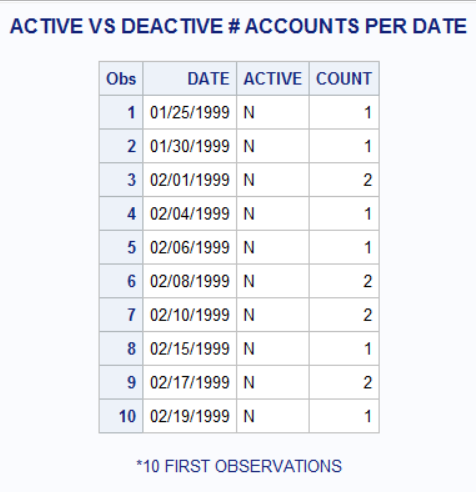 ACTIVE VS DEACTIVE # ACCOUNTS PER DATE
Obs DATE ACTIVE COUNT
1 01/25/1999 N 1
2 01/30/1999 N 1
3 02/01/1999 N 2
4 02/04/1999 N 1
5 02/06/1999 N 1
6 02/08/1999 N 2
7 02/10/1999 N 2
8 02/15/1999 N 1
9 02/17/1999 N 2
10 02/19/1999 N 1
*10 FIRST OBSERVATIONS